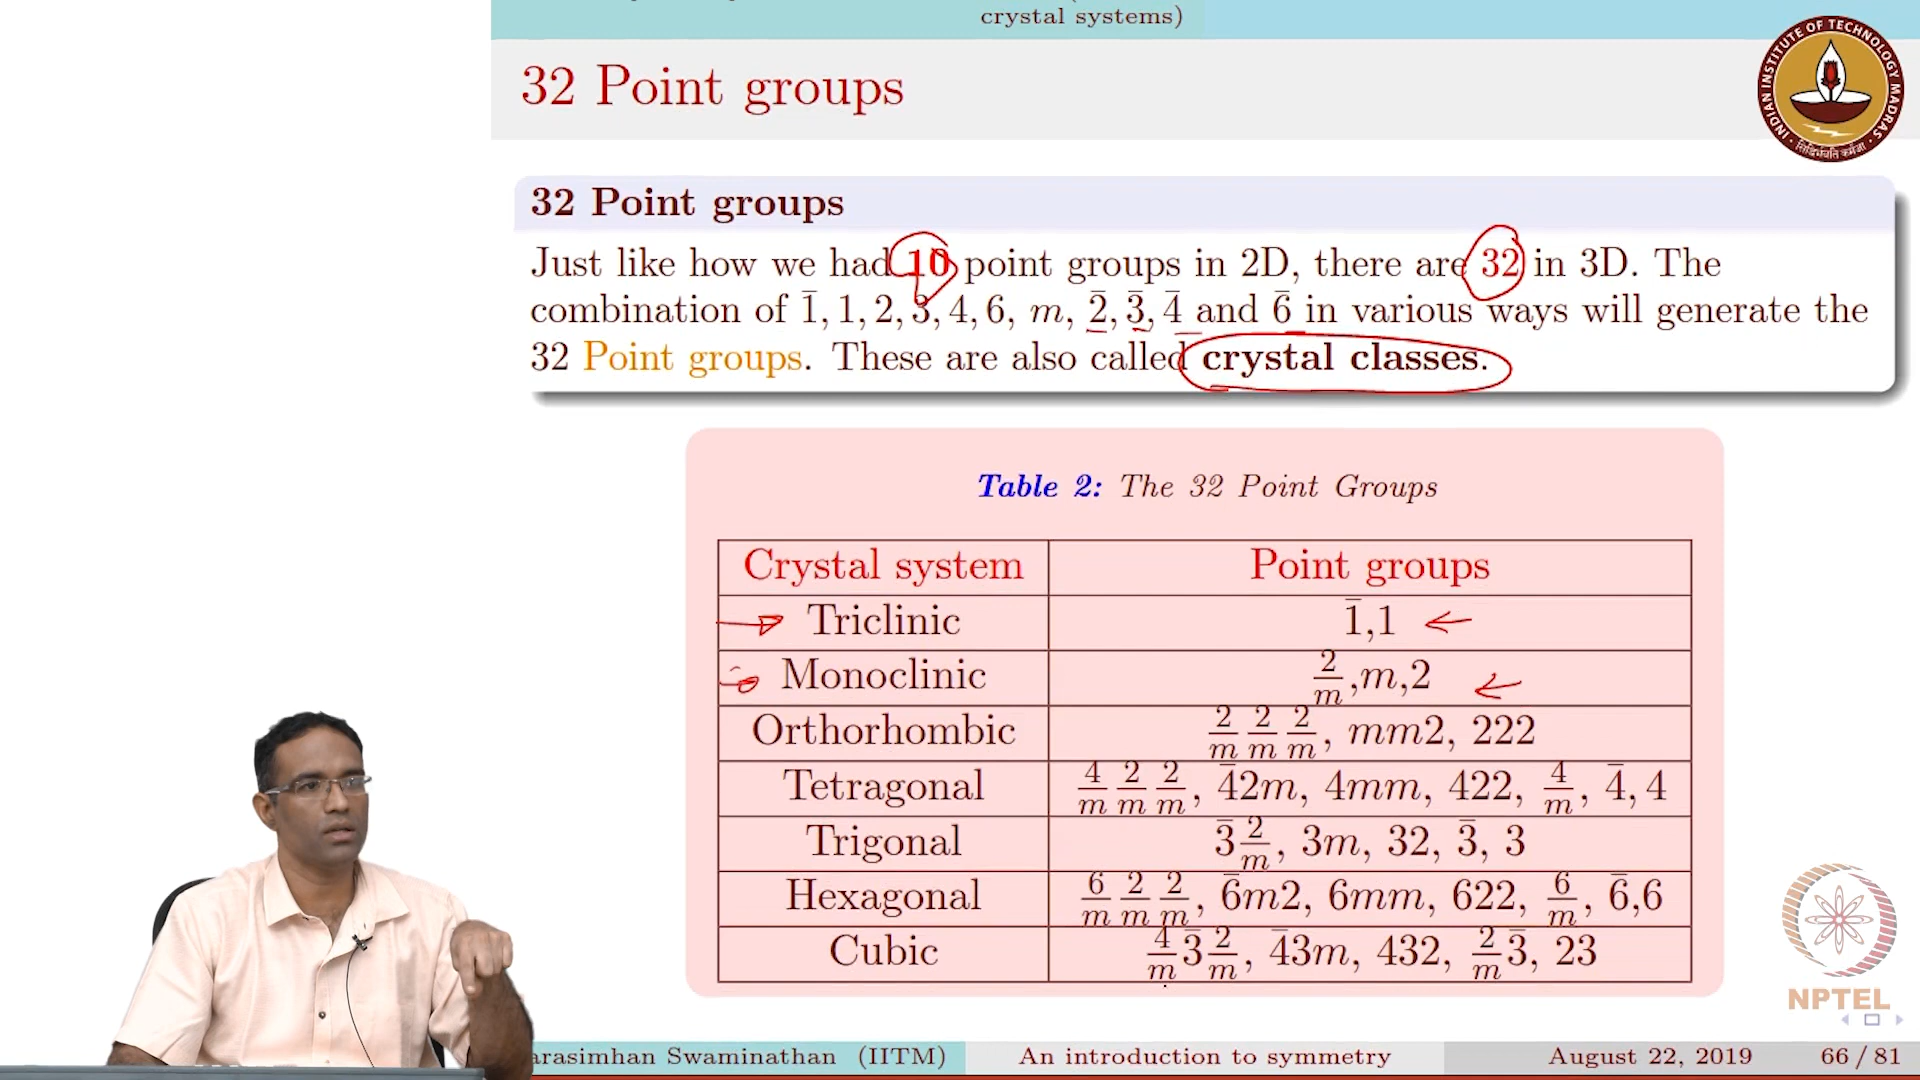 crystal systems)
32 Point groups
INDIAN INSTITUTE OF TECHNOLOGY MADRAS
सिद्धिर्भवति कर्मजा
32 Point groups
Just like how we had 10 point groups in 2D, there are 32 in 3D. The
combination of 1̄, 1, 2, 3, 4, 6, m, 2̄, 3̄, 4̄ and 6̄ in various ways will generate the
32 Point groups. These are also called crystal classes.
Table 2: The 32 Point Groups
Crystal system Point groups
Triclinic 1̄,1
Monoclinic 2/m,m,2
Orthorhombic 2/m 2/m 2/m, mm2, 222
Tetragonal 4/m 2/m 2/m, 4̄2m, 4mm, 422, 4/m, 4̄, 4
Trigonal 3̄ 2/m, 3m, 32, 3̄, 3
Hexagonal 6/m 2/m 2/m, 6̄m2, 6mm, 622, 6/m, 6̄,6
Cubic 4/m 3̄ 2/m, 4̄3m, 432, 2/m 3̄, 23
NPTEL
arasimhan Swaminathan (IITM) An introduction to symmetry August 22, 2019 66 / 81